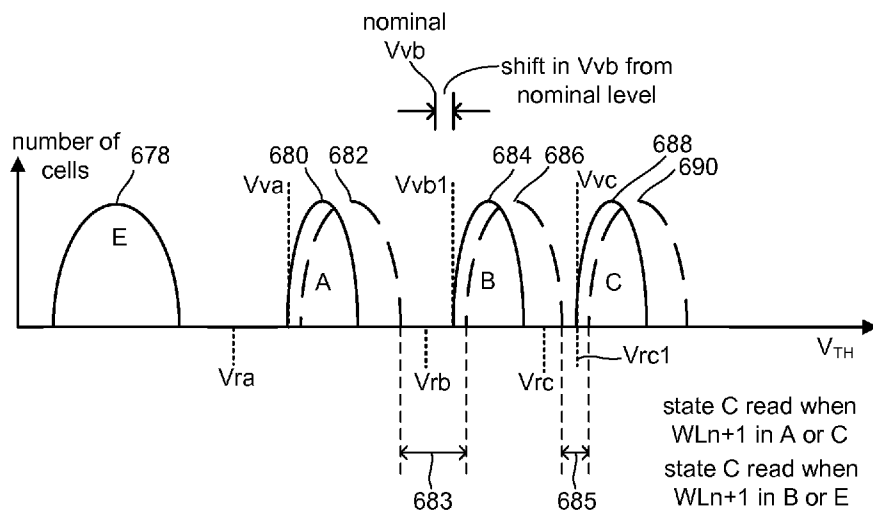 nominal
Vvb
shift in Vvb from
nominal level
number of
cells
678
680
682
684
686
688
690
Vva
Vvb1
Vvc
E
A
B
C
Vra
Vrb
Vrc
Vrc1
VTH
683
685
state C read when
WLn+1 in A or C
state C read when
WLn+1 in B or E